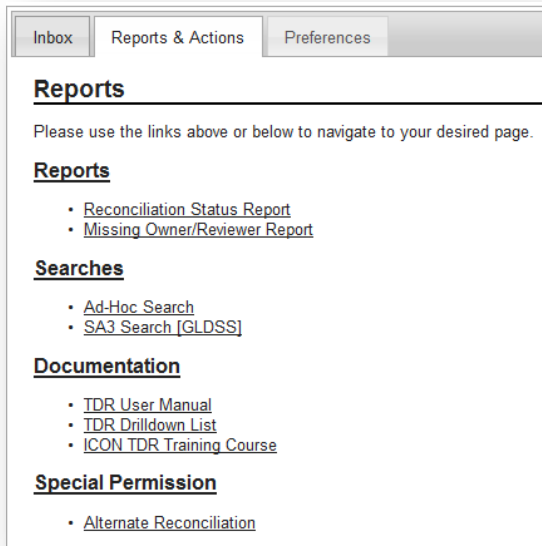 Inbox
Reports & Actions
Preferences
Reports
Please use the links above or below to navigate to your desired page.
Reports
• Reconciliation Status Report
• Missing Owner/Reviewer Report
Searches
• Ad-Hoc Search
• SA3 Search [GLDSS]
Documentation
• TDR User Manual
• TDR Drilldown List
• ICON TDR Training Course
Special Permission
• Alternate Reconciliation